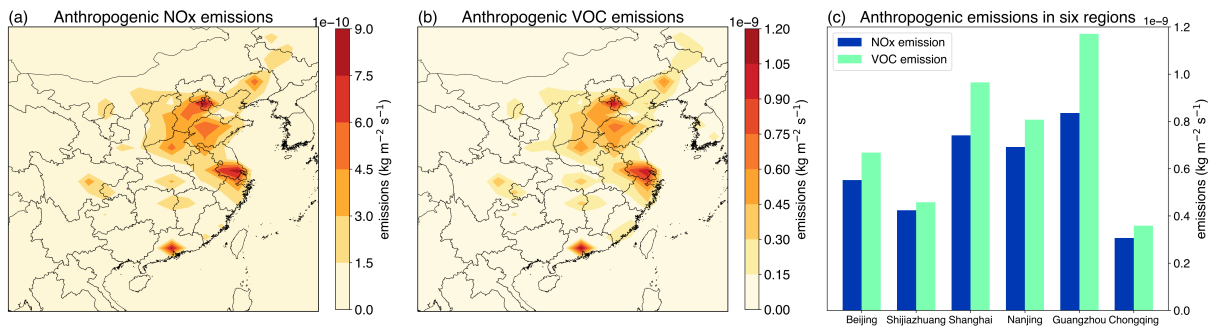 (a) Anthropogenic NOx emissions
1e−10
9.0
7.5
6.0
4.5
3.0
1.5
0.0
emissions (kg m⁻² s⁻¹)
(b) Anthropogenic VOC emissions
1e−9
1.20
1.05
0.90
0.75
0.60
0.45
0.30
0.15
0.00
emissions (kg m⁻² s⁻¹)
(c) Anthropogenic emissions in six regions
1e−9
NOx emission
VOC emission
1.2
1.0
0.8
0.6
0.4
0.2
0.0
emissions (kg m⁻² s⁻¹)
Beijing Shijiazhuang Shanghai Nanjing Guangzhou Chongqing